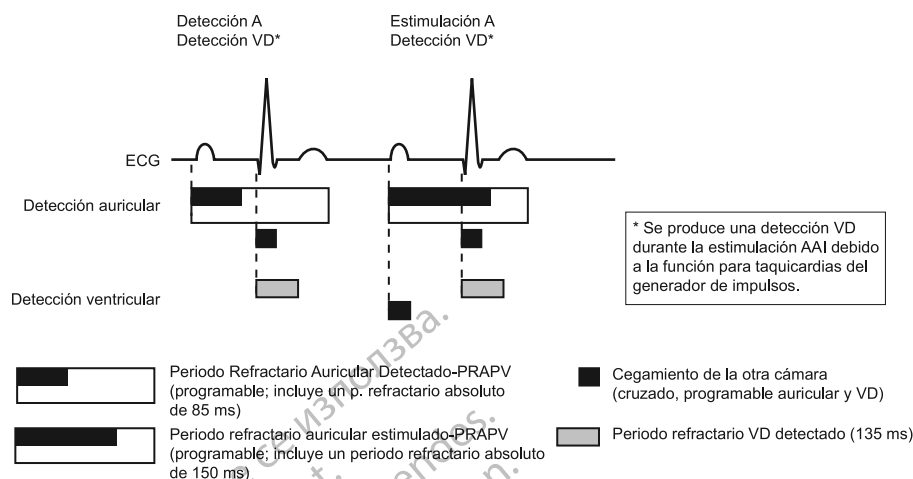 Detección A
Detección VD*
Estimulación A
Detección VD*
ECG
Detección auricular
Detección ventricular
* Se produce una detección VD
durante la estimulación AAI debido
a la función para taquicardias del
generador de impulsos.
Periodo Refractario Auricular Detectado-PRAPV
(programable; incluye un p. refractario absoluto
de 85 ms)
Periodo refractario auricular estimulado-PRAPV
(programable; incluye un periodo refractario absoluto
de 150 ms)
Cegamiento de la otra cámara
(cruzado, programable auricular y VD)
Periodo refractario VD detectado (135 ms)
се използва.